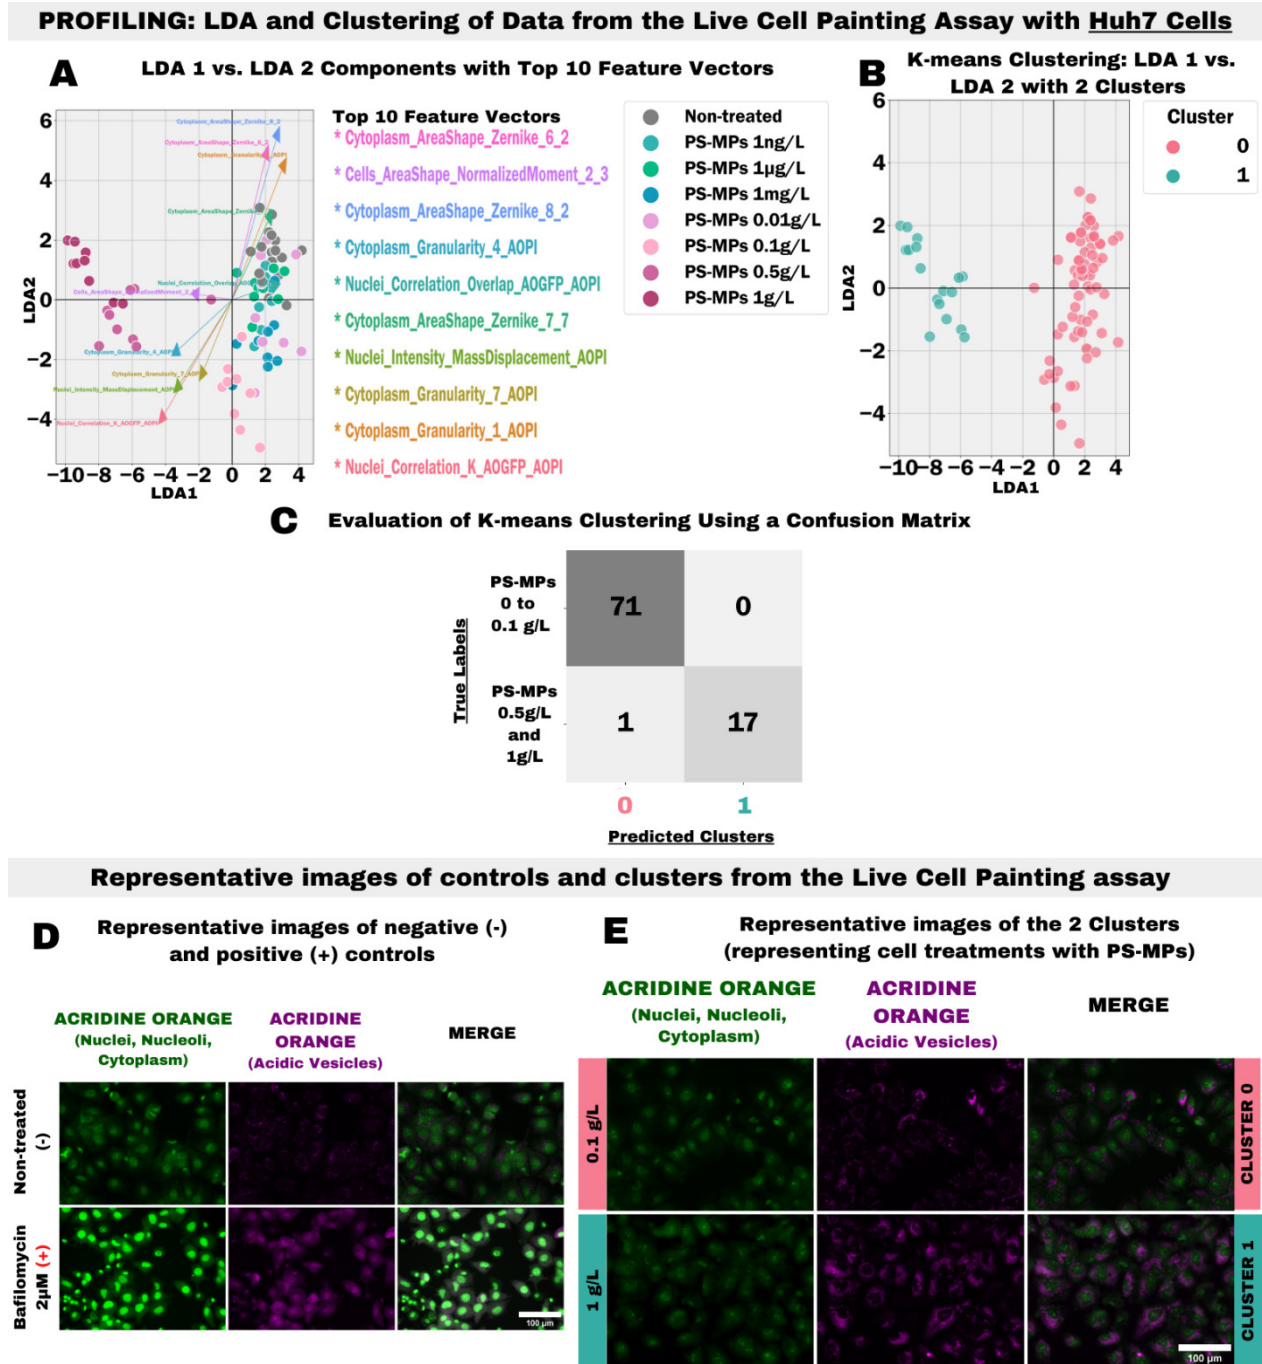 PROFILING: LDA and Clustering of Data from the Live Cell Painting Assay with Huh7 Cells
A
LDA 1 vs. LDA 2 Components with Top 10 Feature Vectors
6
4
2
0
−2
−4
LDA2
−10 −8 −6 −4 −2 0 2 4
LDA1
Cytoplasm_AreaShape_Zernike_8_2
Cytoplasm_AreaShape_Zernike_6_2
Cytoplasm_Granularity_1_AOPI
Cytoplasm_AreaShape_Zernike
Nuclei_Correlation_Overlap_AOG
Cytoplasm_Granularity_4_AOPI
Cytoplasm_Granularity_7_AOPI
Nuclei_Intensity_MassDisplacement_AOPI
Nuclei_Correlation_K_AOGFP_AOPI
Top 10 Feature Vectors
* Cytoplasm_AreaShape_Zernike_6_2
* Cells_AreaShape_NormalizedMoment_2_3
* Cytoplasm_AreaShape_Zernike_8_2
* Cytoplasm_Granularity_4_AOPI
* Nuclei_Correlation_Overlap_AOGFP_AOPI
* Cytoplasm_AreaShape_Zernike_7_7
* Nuclei_Intensity_MassDisplacement_AOPI
* Cytoplasm_Granularity_7_AOPI
* Cytoplasm_Granularity_1_AOPI
* Nuclei_Correlation_K_AOGFP_AOPI
Non-treated
PS-MPs 1ng/L
PS-MPs 1µg/L
PS-MPs 1mg/L
PS-MPs 0.01g/L
PS-MPs 0.1g/L
PS-MPs 0.5g/L
PS-MPs 1g/L
B
K-means Clustering: LDA 1 vs.
LDA 2 with 2 Clusters
6
4
2
0
−2
−4
LDA2
−10 −8 −6 −4 −2 0 2 4
LDA1
Cluster
0
1
C
Evaluation of K-means Clustering Using a Confusion Matrix
True Labels
PS-MPs
0 to
0.1 g/L
71 0
PS-MPs
0.5g/L
and
1g/L
1 17
0 1
Predicted Clusters
Representative images of controls and clusters from the Live Cell Painting assay
D
Representative images of negative (-)
and positive (+) controls
ACRIDINE ORANGE
(Nuclei, Nucleoli,
Cytoplasm)
ACRIDINE
ORANGE
(Acidic Vesicles)
MERGE
Non-treated
(-)
Bafilomycin
2µM (+)
100 µm
E
Representative images of the 2 Clusters
(representing cell treatments with PS-MPs)
ACRIDINE ORANGE
(Nuclei, Nucleoli,
Cytoplasm)
ACRIDINE
ORANGE
(Acidic Vesicles)
MERGE
0.1 g/L
CLUSTER 0
1 g/L
CLUSTER 1
100 µm